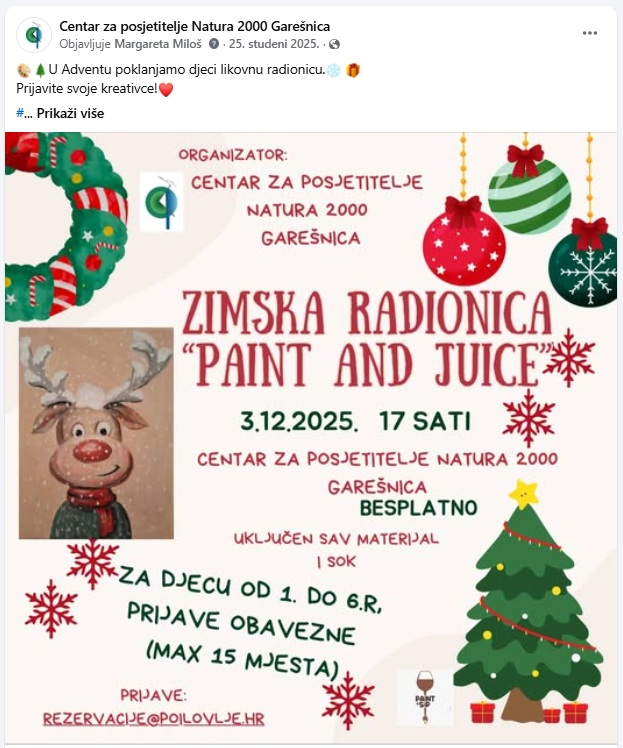 Centar za posjetitelje Natura 2000 Garešnica
Objavljuje Margareta Miloš · 25. studeni 2025. ·
U Adventu poklanjamo djeci likovnu radionicu.
Prijavite svoje kreativce!
#... Prikaži više
ORGANIZATOR:
CENTAR ZA POSJETITELJE
NATURA 2000
GAREŠNICA
ZIMSKA RADIONICA
“PAINT AND JUICE”
3.12.2025. 17 SATI
CENTAR ZA POSJETITELJE NATURA 2000
GAREŠNICA
BESPLATNO
UKLJUČEN SAV MATERIJAL
I SOK
ZA DJECU OD 1. DO 6.R,
PRIJAVE OBAVEZNE
(MAX 15 MJESTA)
PRIJAVE:
REZERVACIJE@POILOVLJE.HR
PAINT